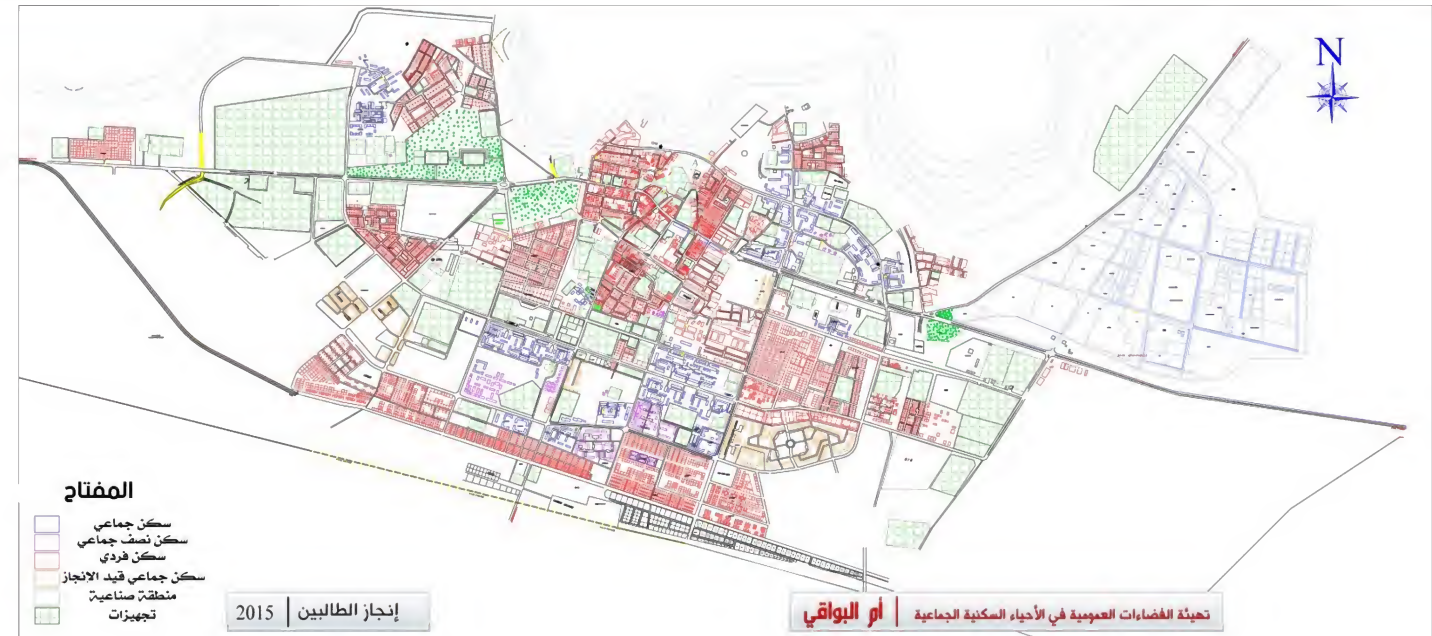 N
المفتاح
سكن جماعي
سكن نصف جماعي
سكن فردي
سكن جماعي قيد الانجاز
منطقة صناعية
تجهيزات
إنجاز الطالبين | 2015
تهيئة الفضاءات العمومية في الأحياء السكنية الجماعية | أم البواقي